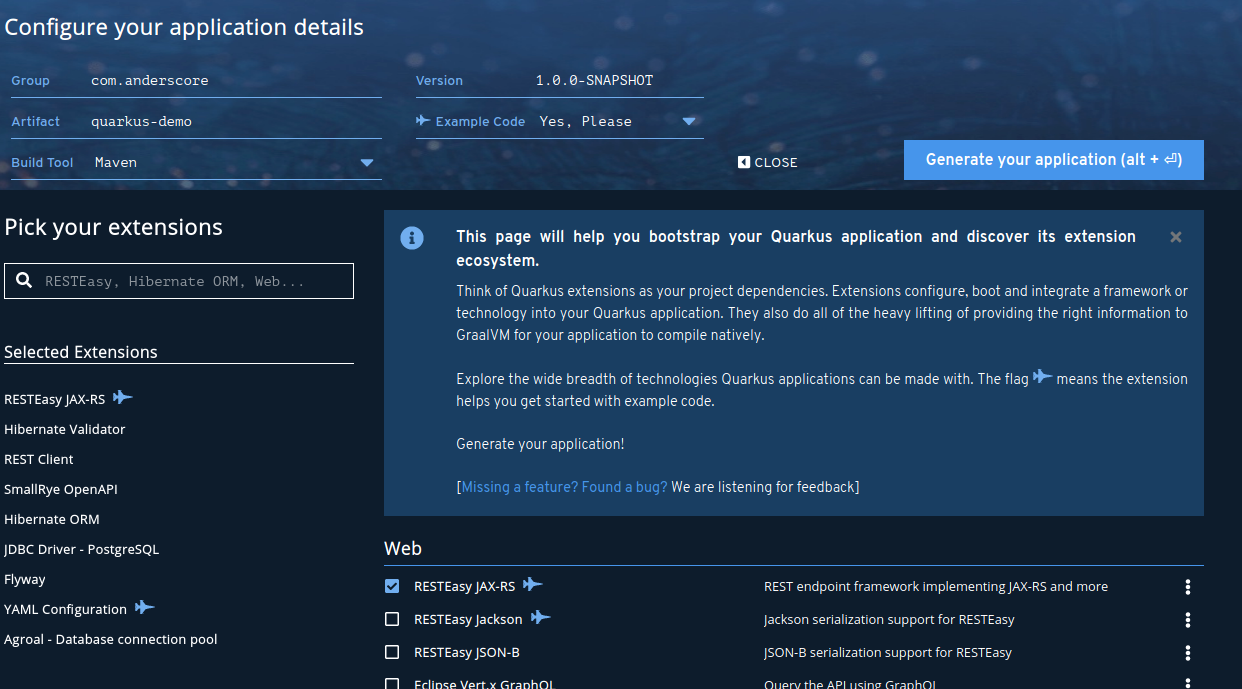 Configure your application details
Group com.anderscore
Version 1.0.0-SNAPSHOT
Artifact quarkus-demo
Example Code Yes, Please
Build Tool Maven
CLOSE
Generate your application (alt + ⏎)
Pick your extensions
RESTEasy, Hibernate ORM, Web...
Selected Extensions
RESTEasy JAX-RS
Hibernate Validator
REST Client
SmallRye OpenAPI
Hibernate ORM
JDBC Driver - PostgreSQL
Flyway
YAML Configuration
Agroal - Database connection pool
This page will help you bootstrap your Quarkus application and discover its extension
ecosystem.
Think of Quarkus extensions as your project dependencies. Extensions configure, boot and integrate a framework or
technology into your Quarkus application. They also do all of the heavy lifting of providing the right information to
GraalVM for your application to compile natively.
Explore the wide breadth of technologies Quarkus applications can be made with. The flag means the extension
helps you get started with example code.
Generate your application!
[Missing a feature? Found a bug? We are listening for feedback]
Web
RESTEasy JAX-RS REST endpoint framework implementing JAX-RS and more
RESTEasy Jackson Jackson serialization support for RESTEasy
RESTEasy JSON-B JSON-B serialization support for RESTEasy
Eclipse Vert.x GraphQL Query the API using GraphQL